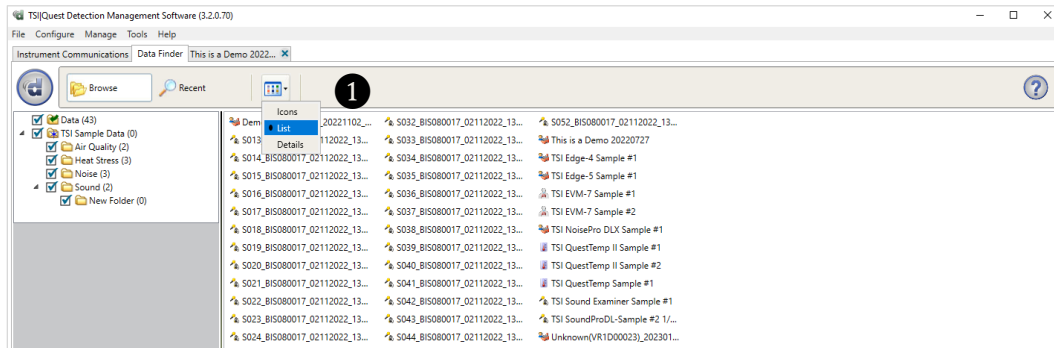 TSI|Quest Detection Management Software (3.2.0.70)
File Configure Manage Tools Help
Instrument Communications Data Finder This is a Demo 2022...
Browse Recent 1
Icons
List
Details
Data (43)
TSI Sample Data (0)
Air Quality (2)
Heat Stress (3)
Noise (3)
Sound (2)
New Folder (0)
Dem _20221102_... S032_BIS080017_02112022_13... S052_BIS080017_02112022_13...
S013 12022_13... S033_BIS080017_02112022_13... This is a Demo 20220727
S014_BIS080017_02112022_13... S034_BIS080017_02112022_13... TSI Edge-4 Sample #1
S015_BIS080017_02112022_13... S035_BIS080017_02112022_13... TSI Edge-5 Sample #1
S016_BIS080017_02112022_13... S036_BIS080017_02112022_13... TSI EVM-7 Sample #1
S017_BIS080017_02112022_13... S037_BIS080017_02112022_13... TSI EVM-7 Sample #2
S018_BIS080017_02112022_13... S038_BIS080017_02112022_13... TSI NoisePro DLX Sample #1
S019_BIS080017_02112022_13... S039_BIS080017_02112022_13... TSI QuestTemp II Sample #1
S020_BIS080017_02112022_13... S040_BIS080017_02112022_13... TSI QuestTemp II Sample #2
S021_BIS080017_02112022_13... S041_BIS080017_02112022_13... TSI QuestTemp Sample #1
S022_BIS080017_02112022_13... S042_BIS080017_02112022_13... TSI Sound Examiner Sample #1
S023_BIS080017_02112022_13... S043_BIS080017_02112022_13... TSI SoundProDL-Sample #2 1/...
S024_BIS080017_02112022_13... S044_BIS080017_02112022_13... Unknown(VR1D00023)_202301...